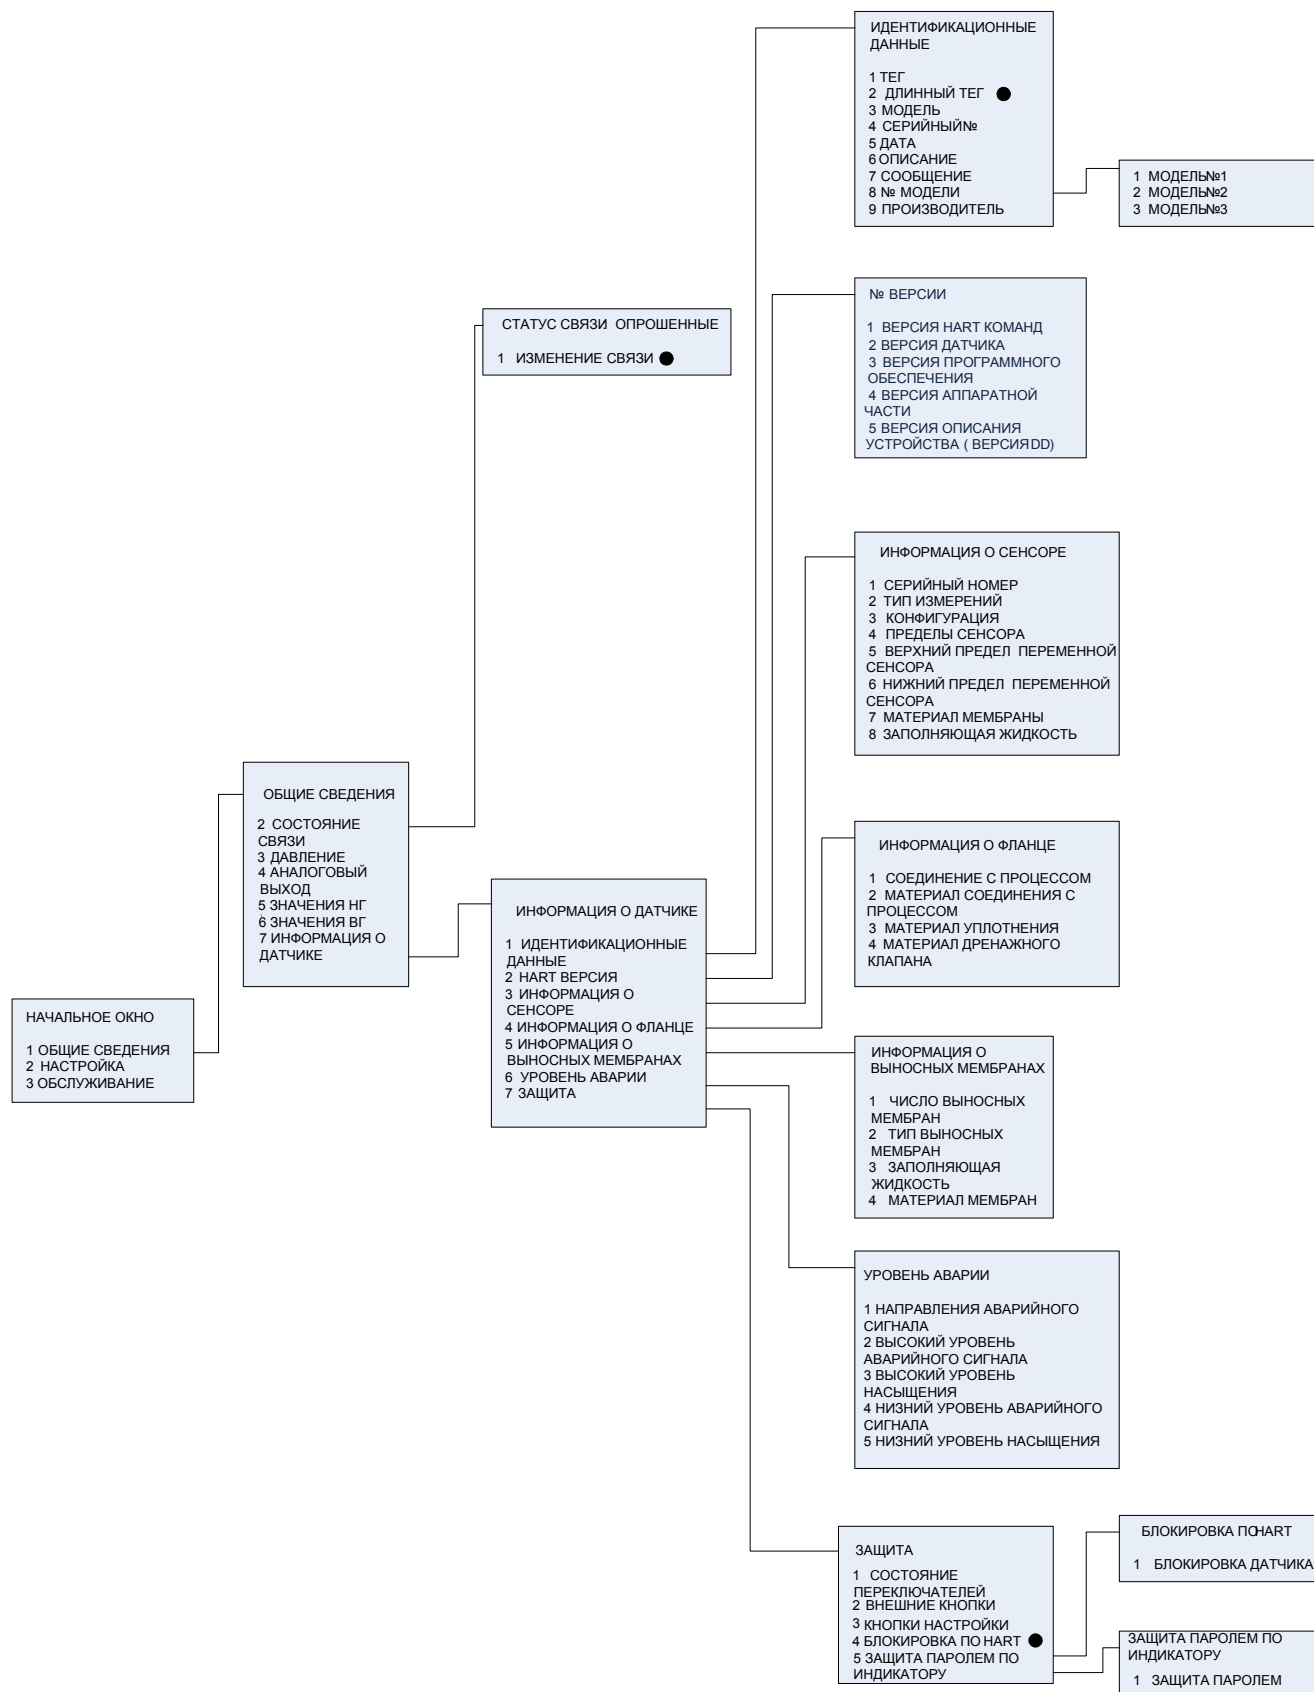 ИДЕНТИФИКАЦИОННЫЕ
ДАННЫЕ
1 ТЕГ
2 ДЛИННЫЙ ТЕГ
3 МОДЕЛЬ
4 СЕРИЙНЫЙ№
5 ДАТА
6 ОПИСАНИЕ
7 СООБЩЕНИЕ
8 № МОДЕЛИ
9 ПРОИЗВОДИТЕЛЬ
1 МОДЕЛЬ№1
2 МОДЕЛЬ№2
3 МОДЕЛЬ№3
№ ВЕРСИИ
1 ВЕРСИЯ HART КОМАНД
2 ВЕРСИЯ ДАТЧИКА
3 ВЕРСИЯ ПРОГРАММНОГО
ОБЕСПЕЧЕНИЯ
4 ВЕРСИЯ АППАРАТНОЙ
ЧАСТИ
5 ВЕРСИЯ ОПИСАНИЯ
УСТРОЙСТВА ( ВЕРСИЯ DD)
СТАТУС СВЯЗИ ОПРОШЕННЫЕ
1 ИЗМЕНЕНИЕ СВЯЗИ
ИНФОРМАЦИЯ О СЕНСОРЕ
1 СЕРИЙНЫЙ НОМЕР
2 ТИП ИЗМЕРЕНИЙ
3 КОНФИГУРАЦИЯ
4 ПРЕДЕЛЫ СЕНСОРА
5 ВЕРХНИЙ ПРЕДЕЛ ПЕРЕМЕННОЙ
СЕНСОРА
6 НИЖНИЙ ПРЕДЕЛ ПЕРЕМЕННОЙ
СЕНСОРА
7 МАТЕРИАЛ МЕМБРАНЫ
8 ЗАПОЛНЯЮЩАЯ ЖИДКОСТЬ
ОБЩИЕ СВЕДЕНИЯ
2 СОСТОЯНИЕ
СВЯЗИ
3 ДАВЛЕНИЕ
4 АНАЛОГОВЫЙ
ВЫХОД
5 ЗНАЧЕНИЯ НГ
6 ЗНАЧЕНИЯ ВГ
7 ИНФОРМАЦИЯ О
ДАТЧИКЕ
ИНФОРМАЦИЯ О ФЛАНЦЕ
1 СОЕДИНЕНИЕ С ПРОЦЕССОМ
2 МАТЕРИАЛ СОЕДИНЕНИЯ С
ПРОЦЕССОМ
3 МАТЕРИАЛ УПЛОТНЕНИЯ
4 МАТЕРИАЛ ДРЕНАЖНОГО
КЛАПАНА
ИНФОРМАЦИЯ О ДАТЧИКЕ
1 ИДЕНТИФИКАЦИОННЫЕ
ДАННЫЕ
2 HART ВЕРСИЯ
3 ИНФОРМАЦИЯ О
СЕНСОРЕ
4 ИНФОРМАЦИЯ О ФЛАНЦЕ
5 ИНФОРМАЦИЯ О
ВЫНОСНЫХ МЕМБРАНАХ
6 УРОВЕНЬ АВАРИИ
7 ЗАЩИТА
НАЧАЛЬНОЕ ОКНО
1 ОБЩИЕ СВЕДЕНИЯ
2 НАСТРОЙКА
3 ОБСЛУЖИВАНИЕ
ИНФОРМАЦИЯ О
ВЫНОСНЫХ МЕМБРАНАХ
1 ЧИСЛО ВЫНОСНЫХ
МЕМБРАН
2 ТИП ВЫНОСНЫХ
МЕМБРАН
3 ЗАПОЛНЯЮЩАЯ
ЖИДКОСТЬ
4 МАТЕРИАЛ МЕМБРАН
УРОВЕНЬ АВАРИИ
1 НАПРАВЛЕНИЯ АВАРИЙНОГО
СИГНАЛА
2 ВЫСОКИЙ УРОВЕНЬ
АВАРИЙНОГО СИГНАЛА
3 ВЫСОКИЙ УРОВЕНЬ
НАСЫЩЕНИЯ
4 НИЗНИЙ УРОВЕНЬ АВАРИЙНОГО
СИГНАЛА
5 НИЗНИЙ УРОВЕНЬ НАСЫЩЕНИЯ
ЗАЩИТА
1 СОСТОЯНИЕ
ПЕРЕКЛЮЧАТЕЛЕЙ
2 ВНЕШНИЕ КНОПКИ
3 КНОПКИ НАСТРОЙКИ
4 БЛОКИРОВКА ПО HART
5 ЗАЩИТА ПАРОЛЕМ ПО
ИНДИКАТОРУ
БЛОКИРОВКА ПО HART
1 БЛОКИРОВКА ДАТЧИКА
ЗАЩИТА ПАРОЛЕМ ПО
ИНДИКАТОРУ
1 ЗАЩИТА ПАРОЛЕМ